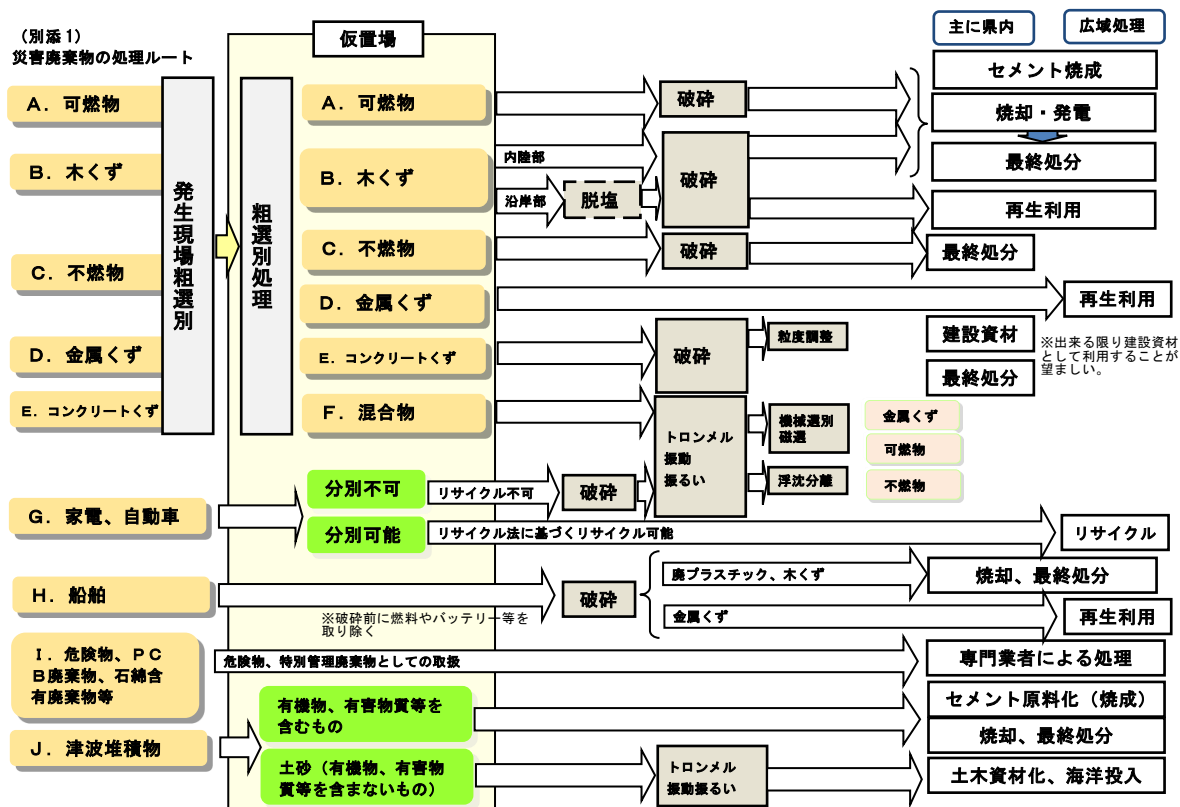 （別添1）
災害廃棄物の処理ルート
仮置場
主に県内
広域処理
A．可燃物
B．木くず
C．不燃物
D．金属くず
E．コンクリートくず
発生現場粗選別
粗選別処理
A．可燃物
B．木くず
C．不燃物
D．金属くず
E．コンクリートくず
F．混合物
内陸部
沿岸部
脱塩
破砕
破砕
破砕
破砕
粒度調整
トロンメル
振動
振るい
機械選別
磁選
浮沈分離
金属くず
可燃物
不燃物
セメント焼成
焼却・発電
最終処分
再生利用
最終処分
再生利用
建設資材
※出来る限り建設資材
として利用することが
望ましい。
最終処分
G．家電、自動車
分別不可
リサイクル不可
破砕
分別可能
リサイクル法に基づくリサイクル可能
リサイクル
H．船舶
※破砕前に燃料やバッテリー等を
取り除く
破砕
廃プラスチック、木くず
焼却、最終処分
金属くず
再生利用
I．危険物、PC
B廃棄物、石綿含
有廃棄物等
危険物、特別管理廃棄物としての取扱
専門業者による処理
J．津波堆積物
有機物、有害物質等を
含むもの
セメント原料化（焼成）
焼却、最終処分
土砂（有機物、有害物
質等を含まないもの）
トロンメル
振動振るい
土木資材化、海洋投入